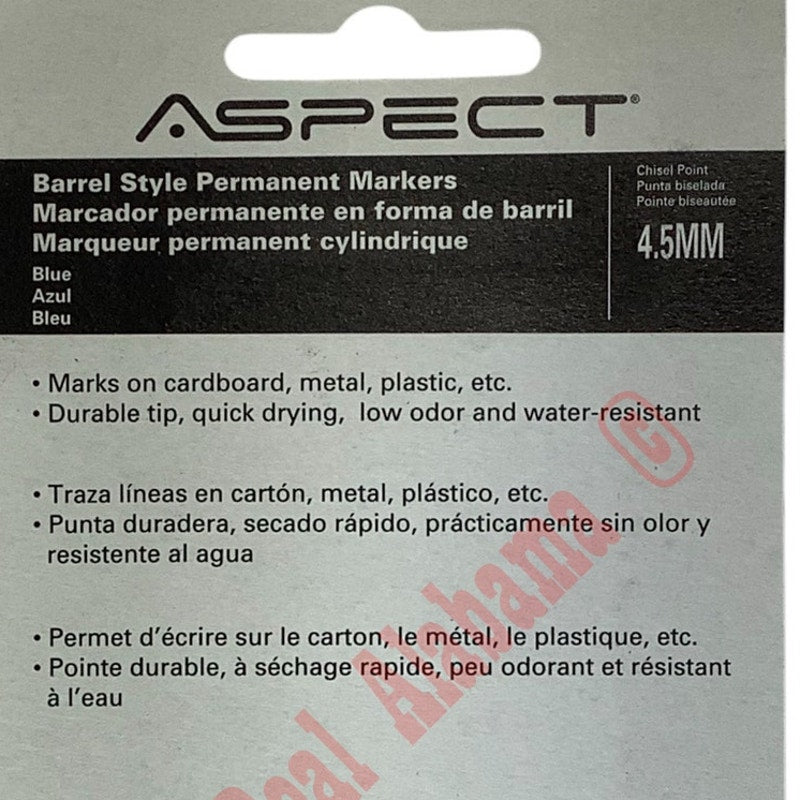 ASPECT®
Barrel Style Permanent Markers
Marcador permanente en forma de barril
Marqueur permanent cylindrique
Blue
Azul
Bleu
Chisel Point
Punta biselada
Pointe biseautée
4.5MM
• Marks on cardboard, metal, plastic, etc.
• Durable tip, quick drying, low odor and water-resistant
• Traza líneas en cartón, metal, plástico, etc.
• Punta duradera, secado rápido, prácticamente sin olor y
resistente al agua
• Permet d'écrire sur le carton, le métal, le plastique, etc.
• Pointe durable, à séchage rapide, peu odorant et résistant
à l'eau
Alabama ©